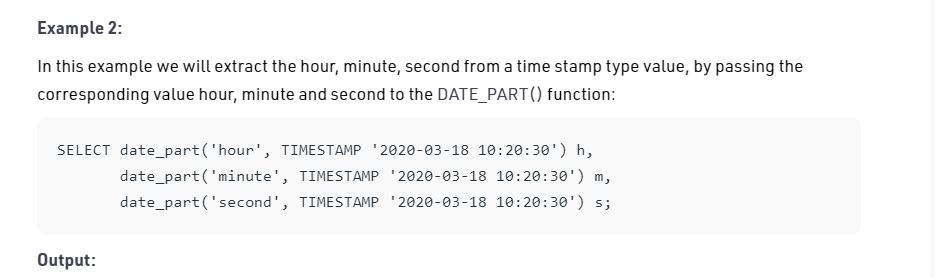 Example 2:
In this example we will extract the hour, minute, second from a time stamp type value, by passing the
corresponding value hour, minute and second to the DATE_PART() function:
SELECT date_part('hour', TIMESTAMP '2020-03-18 10:20:30') h,
       date_part('minute', TIMESTAMP '2020-03-18 10:20:30') m,
       date_part('second', TIMESTAMP '2020-03-18 10:20:30') s;
Output: